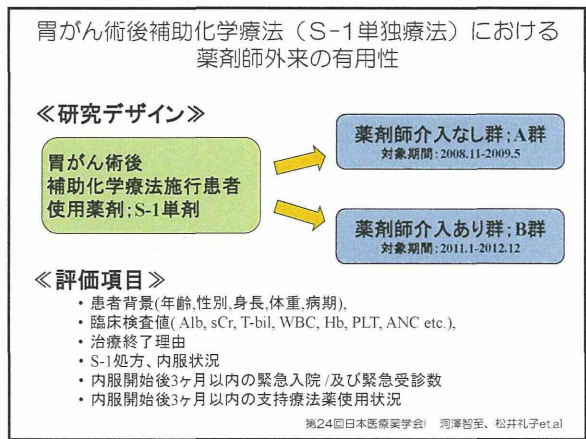 胃がん術後補助化学療法（S-1単独療法）における
薬剤師外来の有用性
≪研究デザイン≫
胃がん術後
補助化学療法施行患者
使用薬剤;S-1単剤
薬剤師介入なし群;A群
対象期間:2008.11-2009.5
薬剤師介入あり群;B群
対象期間:2011.1-2012.12
≪評価項目≫
・患者背景(年齢,性別,身長,体重,病期),
・臨床検査値( Alb, sCr, T-bil, WBC, Hb, PLT, ANC etc.),
・治療終了理由
・S-1処方、内服状況
・内服開始後3ヶ月以内の緊急入院 /及び緊急受診数
・内服開始後3ヶ月以内の支持療法薬使用状況
第24回日本医療薬学会） 河澤智至、松井礼子et.al